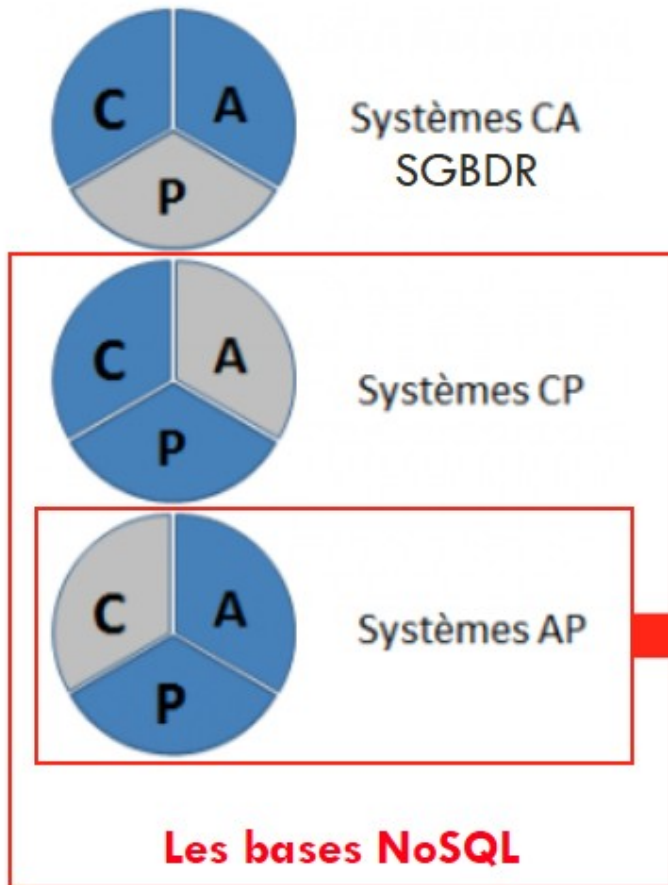 C A
P
Systèmes CA
SGBDR
C A
P
Systèmes CP
C A
P
Systèmes AP
Les bases NoSQL